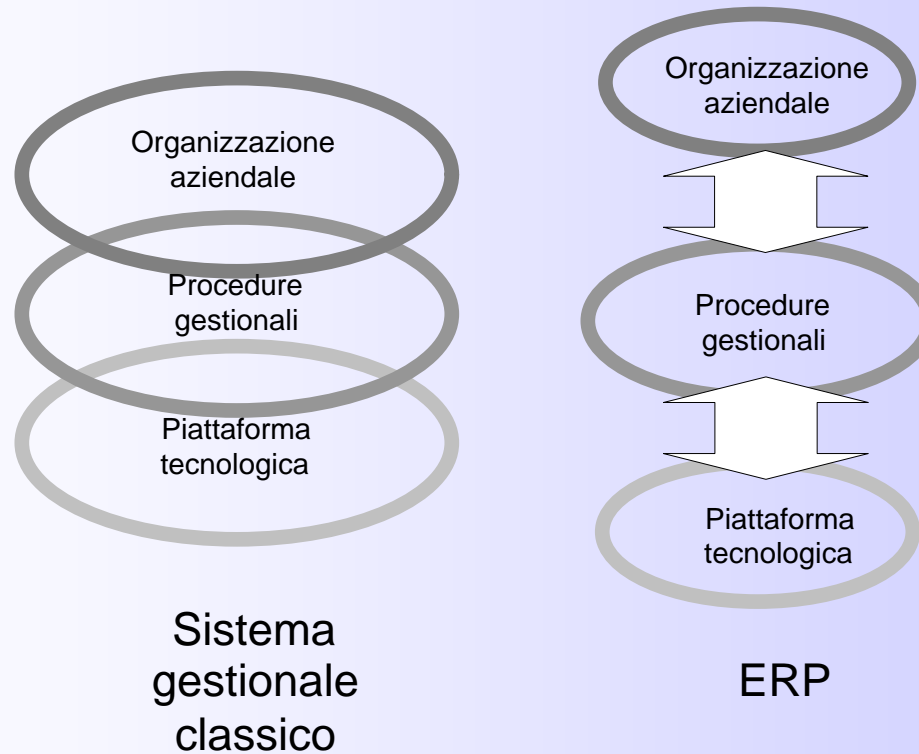 Organizzazione
aziendale
Procedure
gestionali
Piattaforma
tecnologica
Sistema
gestionale
classico
Organizzazione
aziendale
Procedure
gestionali
Piattaforma
tecnologica
ERP